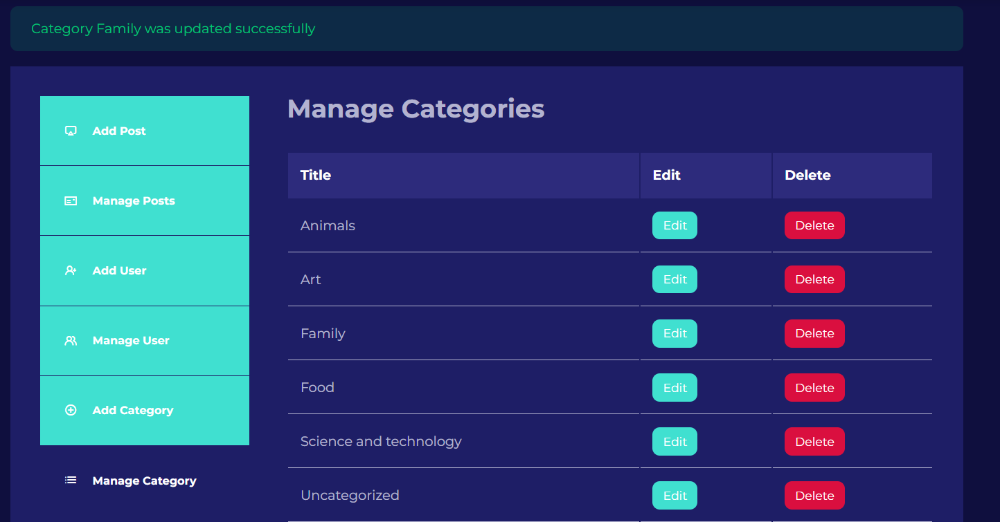 Category Family was updated successfully
Add Post
Manage Posts
Add User
Manage User
Add Category
Manage Category
Manage Categories
Title Edit Delete
Animals Edit Delete
Art Edit Delete
Family Edit Delete
Food Edit Delete
Science and technology Edit Delete
Uncategorized Edit Delete